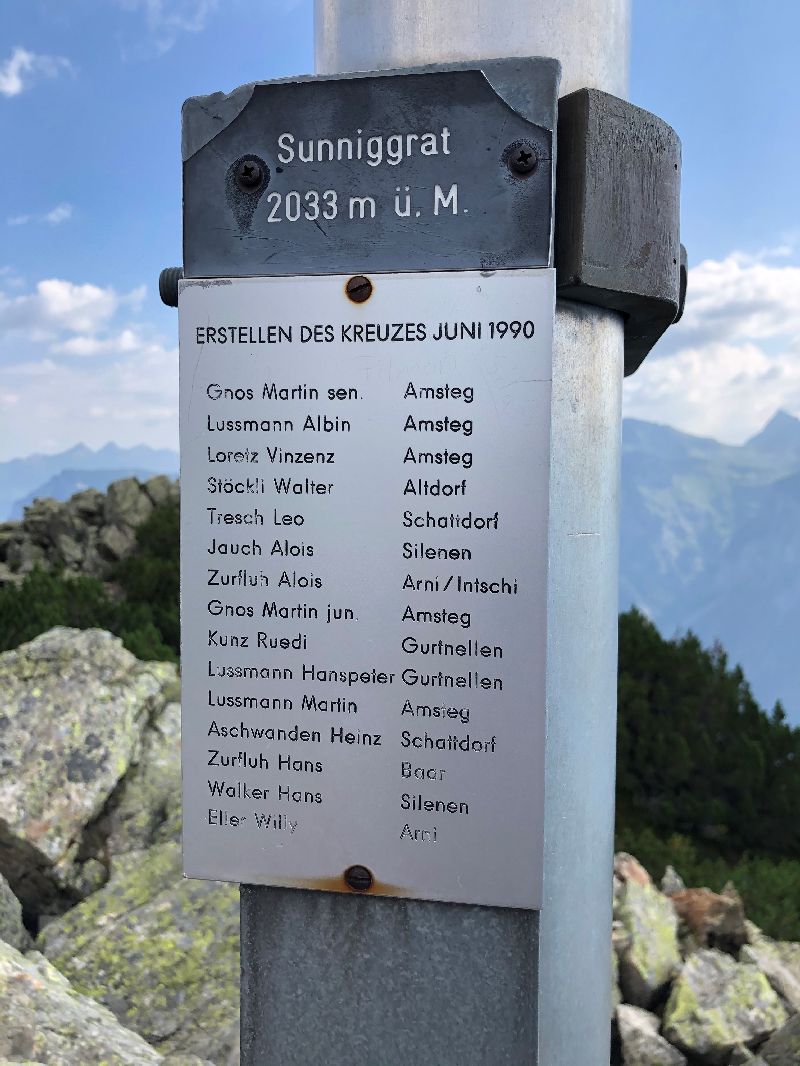 Sunniggrat
2033 m ü. M.
ERSTELLEN DES KREUZES JUNI 1990
Gnos Martin sen. Amsteg
Lussmann Albin Amsteg
Loretz Vinzenz Amsteg
Stöckli Walter Altdorf
Tresch Leo Schattdorf
Jauch Alois Silenen
Zurfluh Alois Arni/Intschi
Gnos Martin jun. Amsteg
Kunz Ruedi Gurtnellen
Lussmann Hanspeter Gurtnellen
Lussmann Martin Amsteg
Aschwanden Heinz Schattdorf
Zurfluh Hans Baar
Walker Hans Silenen
Eller Willy Arni